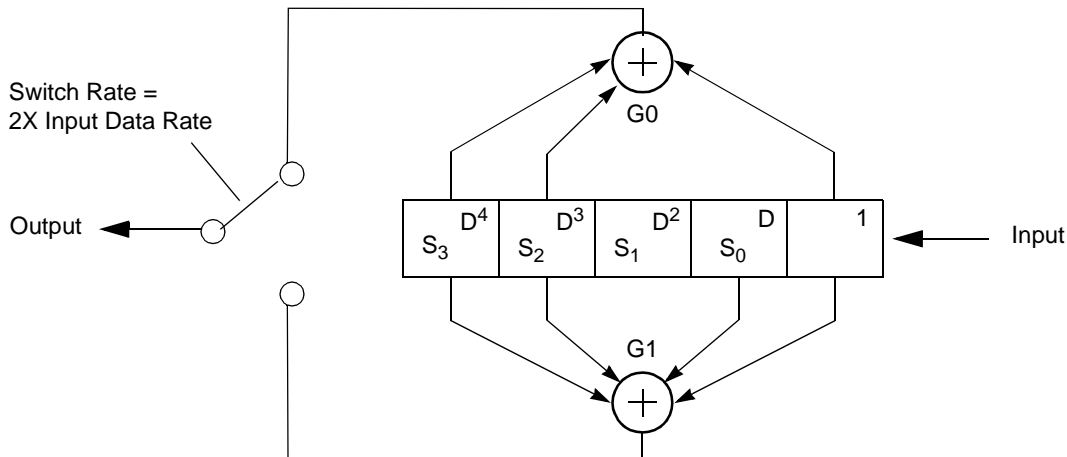 Switch Rate =
2X Input Data Rate
G0
Output
D⁴ D³ D² D 1
S₃ S₂ S₁ S₀
Input
G1